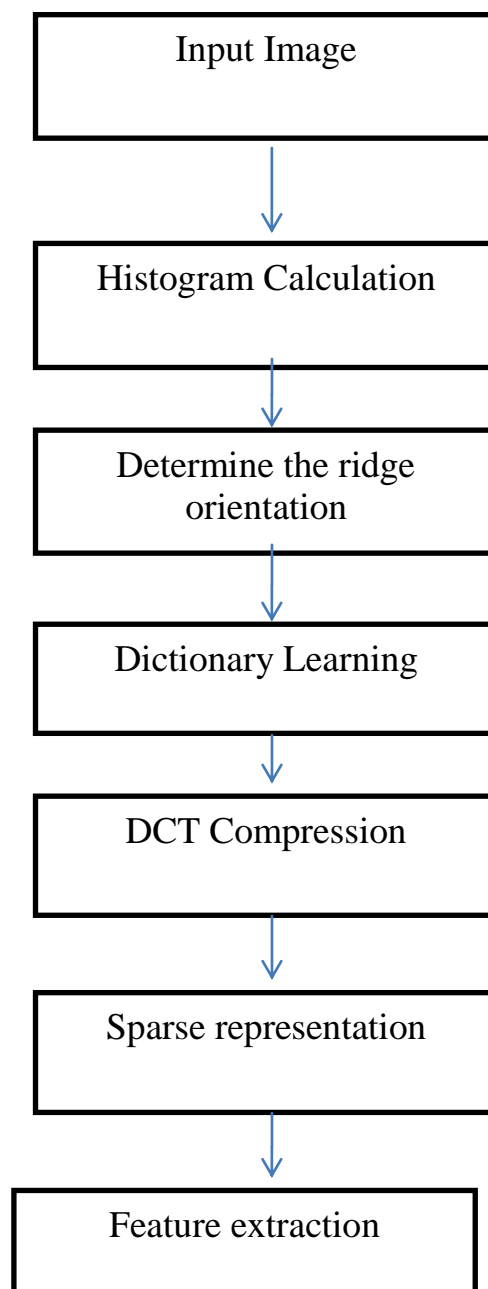 Input Image
Histogram Calculation
Determine the ridge
orientation
Dictionary Learning
DCT Compression
Sparse representation
Feature extraction